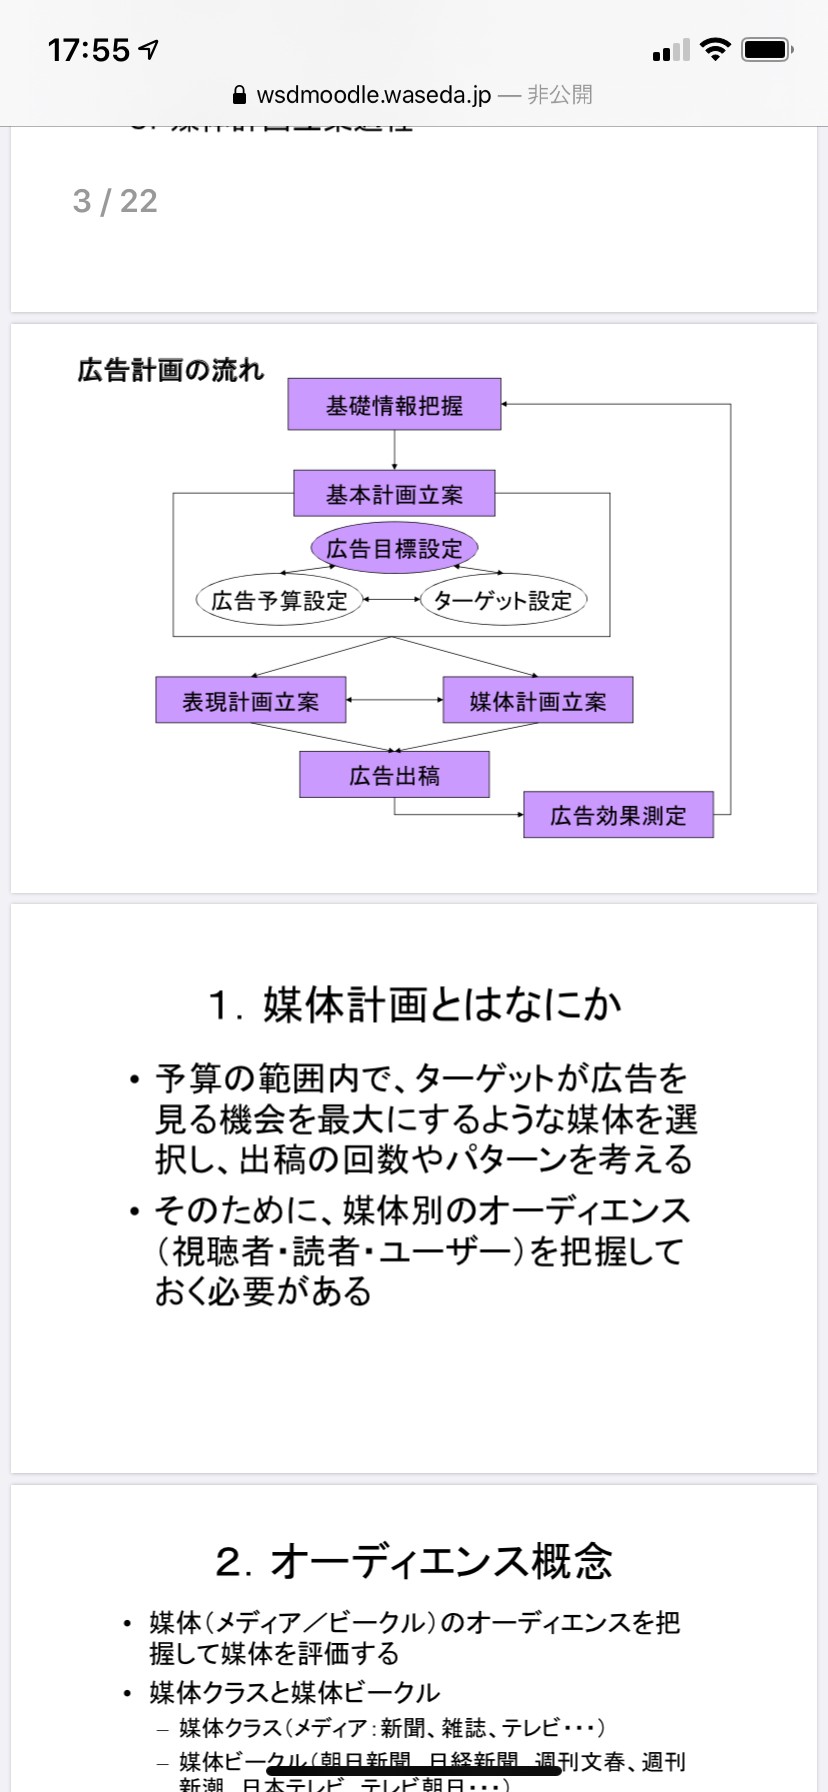 17:55
wsdmoodle.waseda.jp — 非公開
媒体計画立案過程
3 / 22
広告計画の流れ
基礎情報把握
基本計画立案
広告目標設定
広告予算設定
ターゲット設定
表現計画立案
媒体計画立案
広告出稿
広告効果測定
１．媒体計画とはなにか
• 予算の範囲内で、ターゲットが広告を
見る機会を最大にするような媒体を選
択し、出稿の回数やパターンを考える
• そのために、媒体別のオーディエンス
（視聴者・読者・ユーザー）を把握して
おく必要がある
２．オーディエンス概念
• 媒体（メディア／ビークル）のオーディエンスを把
握して媒体を評価する
• 媒体クラスと媒体ビークル
– 媒体クラス（メディア：新聞、雑誌、テレビ・・・）
– 媒体ビークル（朝日新聞、日経新聞、週刊文春、週刊
新潮、日本テレビ、テレビ朝日・・・）